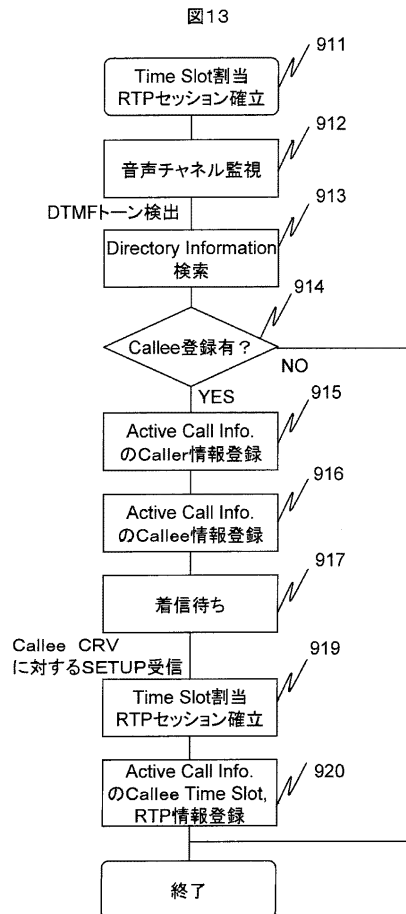 図13
911
Time Slot割当
RTPセッション確立
912
音声チャネル監視
DTMFトーン検出
913
Directory Information
検索
914
Callee登録有？
NO
YES
915
Active Call Info.
のCaller情報登録
916
Active Call Info.
のCallee情報登録
917
着信待ち
Callee CRV
に対するSETUP受信
919
Time Slot割当
RTPセッション確立
920
Active Call Info.
のCallee Time Slot,
RTP情報登録
終了